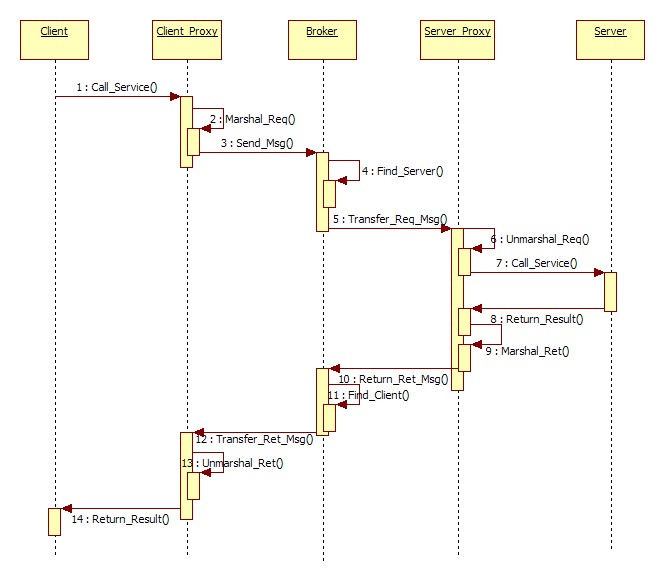 Client
Client_Proxy
Broker
Server_Proxy
Server
1 : Call_Service()
2 : Marshal_Req()
3 : Send_Msg()
4 : Find_Server()
5 : Transfer_Req_Msg()
6 : Unmarshal_Req()
7 : Call_Service()
8 : Return_Result()
9 : Marshal_Ret()
10 : Return_Ret_Msg()
11 : Find_Client()
12 : Transfer_Ret_Msg()
13 : Unmarshal_Ret()
14 : Return_Result()